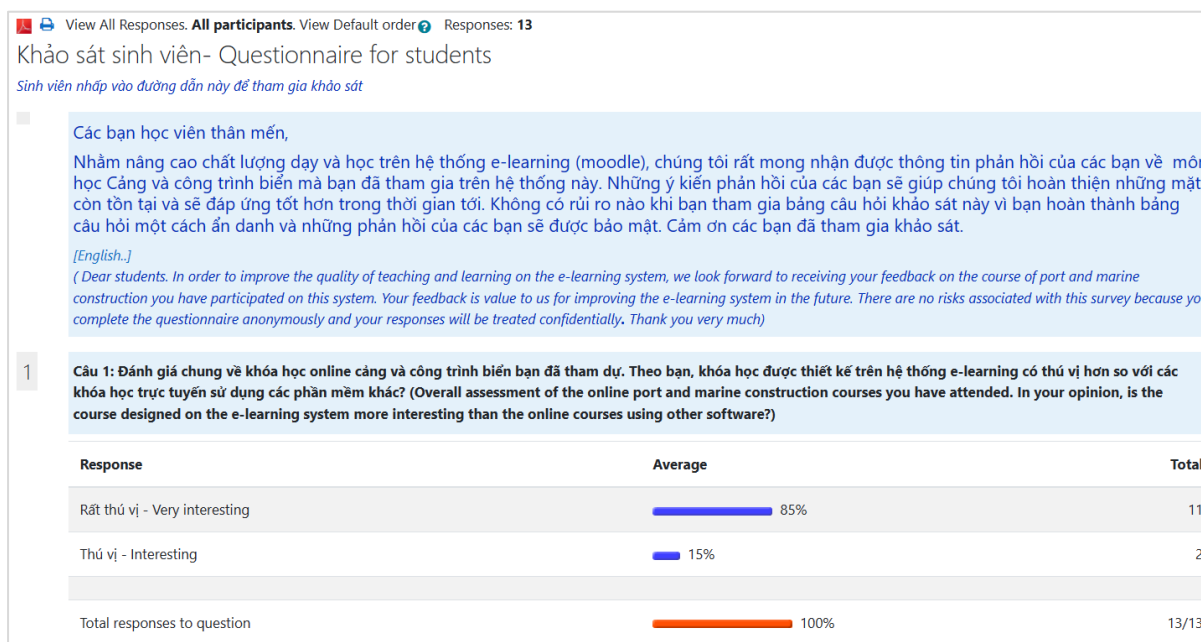 View All Responses. All participants. View Default order Responses: 13
Khảo sát sinh viên- Questionnaire for students
Sinh viên nhấp vào đường dẫn này để tham gia khảo sát
Các bạn học viên thân mến,
Nhằm nâng cao chất lượng dạy và học trên hệ thống e-learning (moodle), chúng tôi rất mong nhận được thông tin phản hồi của các bạn về môn
học Cảng và công trình biển mà bạn đã tham gia trên hệ thống này. Những ý kiến phản hồi của các bạn sẽ giúp chúng tôi hoàn thiện những mặt
còn tồn tại và sẽ đáp ứng tốt hơn trong thời gian tới. Không có rủi ro nào khi bạn tham gia bảng câu hỏi khảo sát này vì bạn hoàn thành bảng
câu hỏi một cách ẩn danh và những phản hồi của các bạn sẽ được bảo mật. Cảm ơn các bạn đã tham gia khảo sát.
[English..]
( Dear students. In order to improve the quality of teaching and learning on the e-learning system, we look forward to receiving your feedback on the course of port and marine
construction you have participated on this system. Your feedback is value to us for improving the e-learning system in the future. There are no risks associated with this survey because yo
complete the questionnaire anonymously and your responses will be treated confidentially. Thank you very much)
1
Câu 1: Đánh giá chung về khóa học online cảng và công trình biển bạn đã tham dự. Theo bạn, khóa học được thiết kế trên hệ thống e-learning có thú vị hơn so với các
khóa học trực tuyến sử dụng các phần mềm khác? (Overall assessment of the online port and marine construction courses you have attended. In your opinion, is the
course designed on the e-learning system more interesting than the online courses using other software?)
Response Average Total
Rất thú vị - Very interesting 85% 11
Thú vị - Interesting 15% 2
Total responses to question 100% 13/13